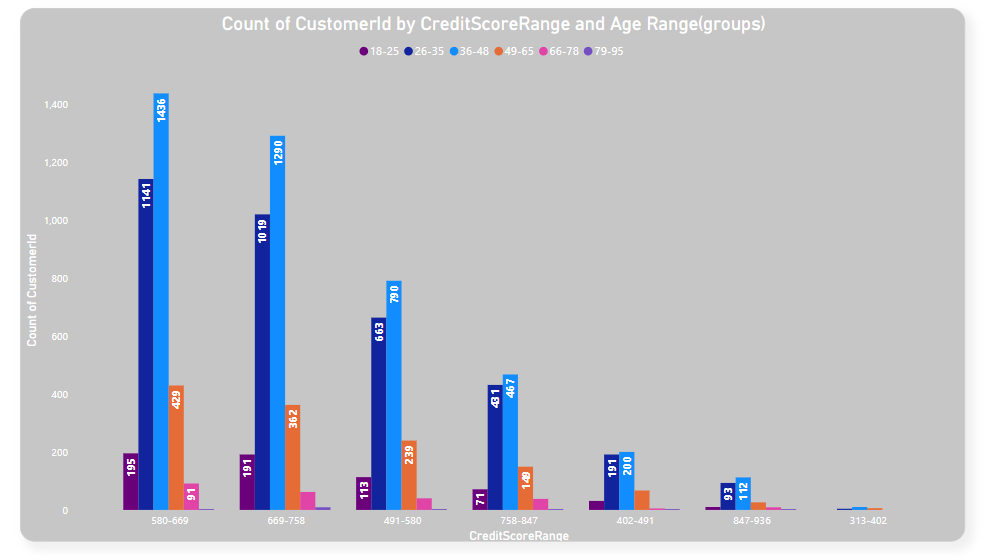 Count of CustomerId by CreditScoreRange and Age Range(groups)
18-25 26-35 36-48 49-65 66-78 79-95
Count of CustomerId
1,400
1,200
1,000
800
600
400
200
0
195 1141 1436 429 91
191 1019 1290 362
113 663 790 239
71 431 467 149
191 200
93 112
580-669 669-758 491-580 758-847 402-491 847-936 313-402
CreditScoreRange